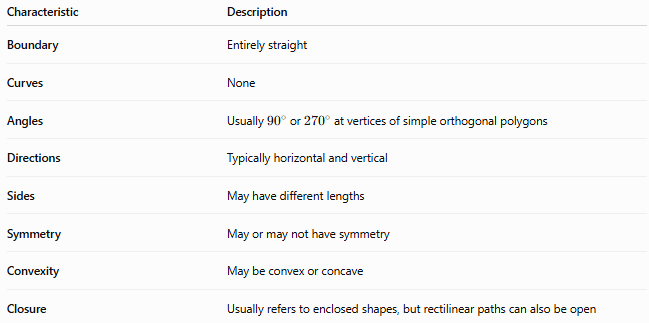 Characteristic Description
Boundary Entirely straight
Curves None
Angles Usually 90° or 270° at vertices of simple orthogonal polygons
Directions Typically horizontal and vertical
Sides May have different lengths
Symmetry May or may not have symmetry
Convexity May be convex or concave
Closure Usually refers to enclosed shapes, but rectilinear paths can also be open